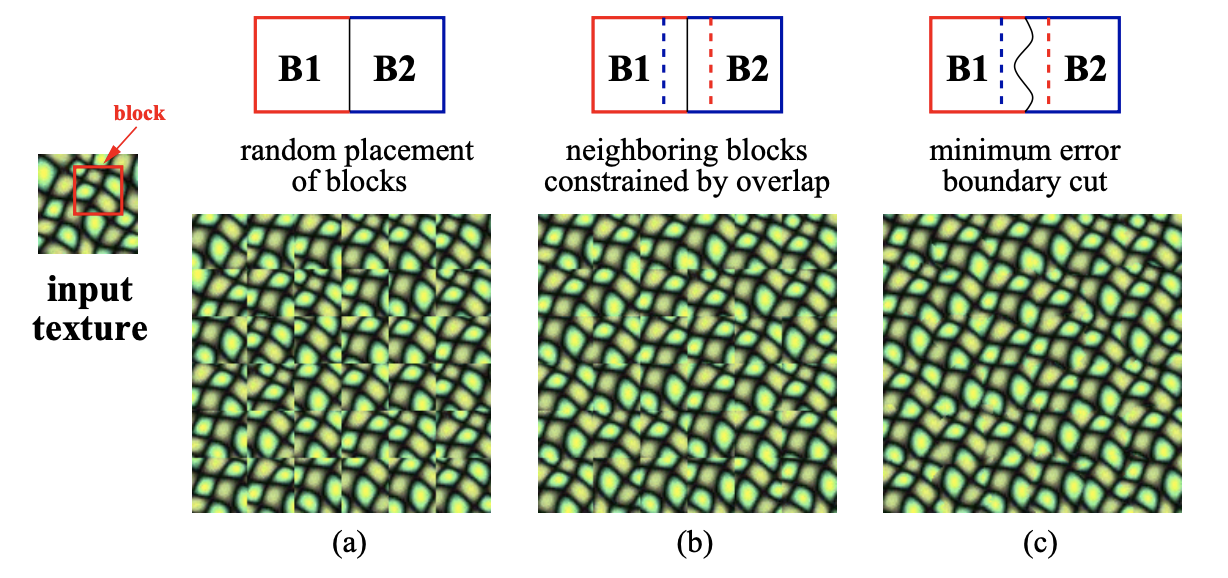 block
input
texture
B1 B2
random placement
of blocks
(a)
B1 B2
neighboring blocks
constrained by overlap
(b)
B1 B2
minimum error
boundary cut
(c)